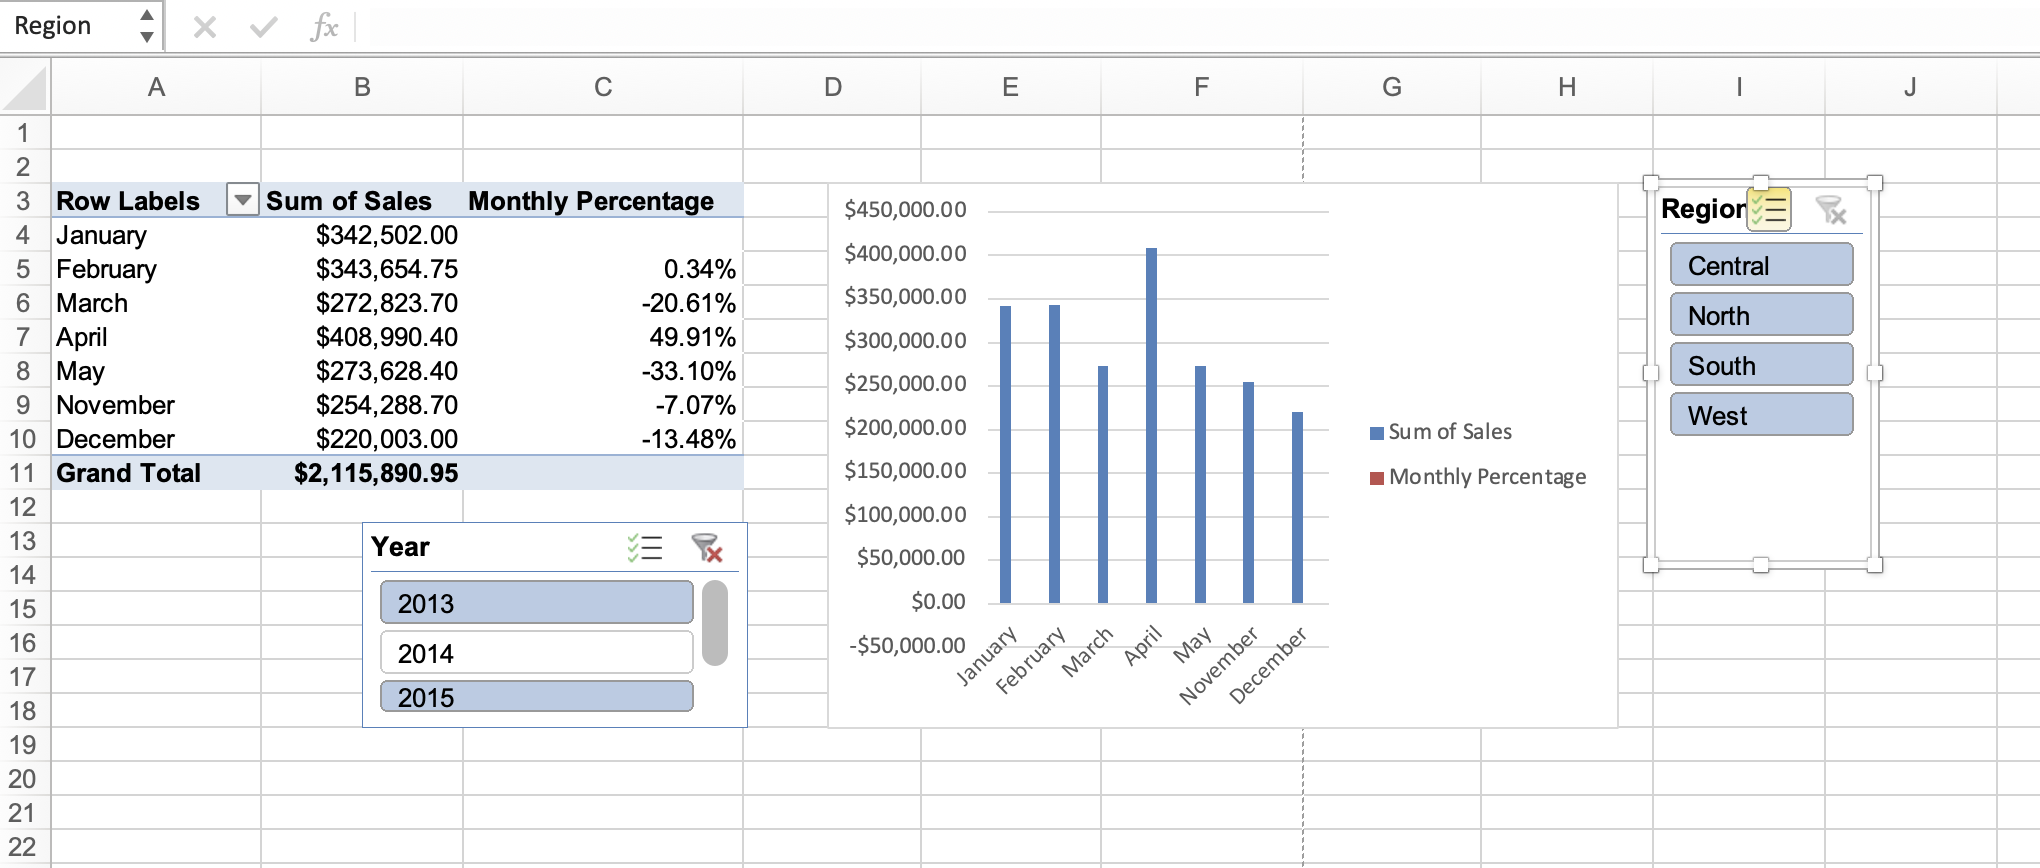 Region
fx
A B C D E F G H I J
1
2
3 Row Labels Sum of Sales Monthly Percentage
4 January $342,502.00
5 February $343,654.75 0.34%
6 March $272,823.70 -20.61%
7 April $408,990.40 49.91%
8 May $273,628.40 -33.10%
9 November $254,288.70 -7.07%
10 December $220,003.00 -13.48%
11 Grand Total $2,115,890.95
12
13
14
15
16
17
18
19
20
21
22
Year
2013
2014
2015
$450,000.00
$400,000.00
$350,000.00
$300,000.00
$250,000.00
$200,000.00
$150,000.00
$100,000.00
$50,000.00
$0.00
-$50,000.00
January
February
March
April
May
November
December
Sum of Sales
Monthly Percentage
Region
Central
North
South
West